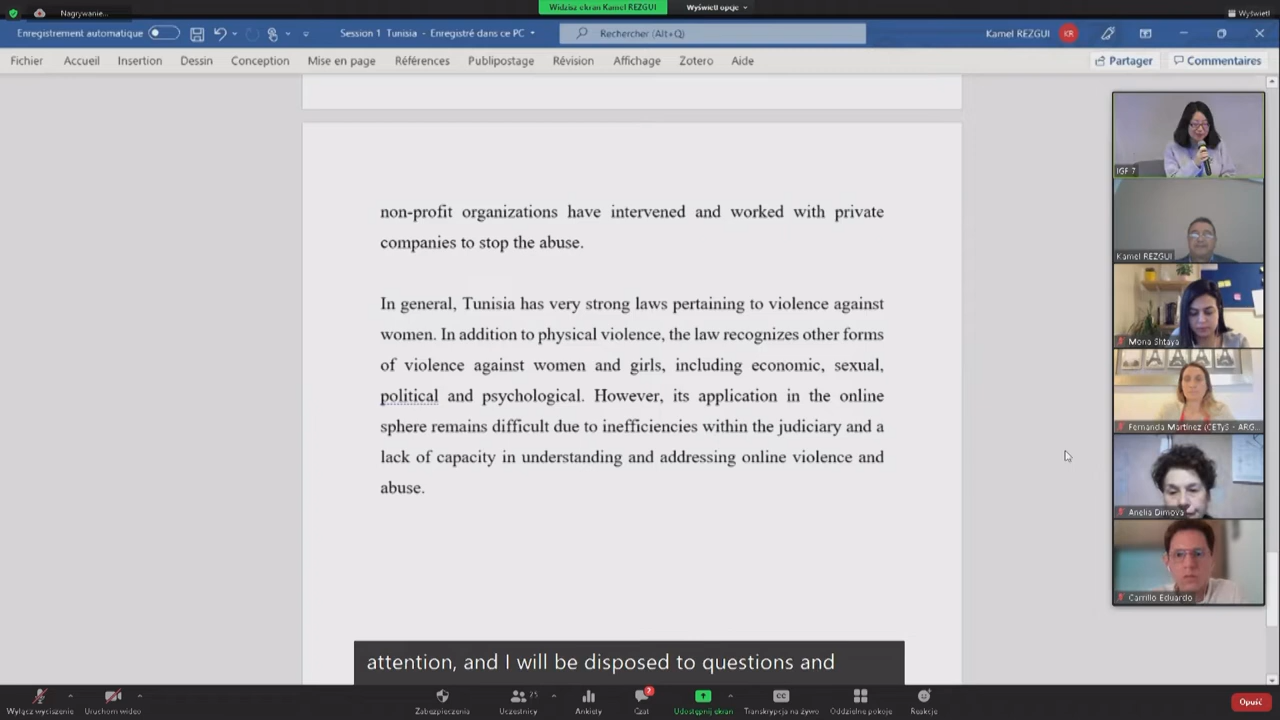 Nagrywanie...
Widzisz ekran Kamel REZGUI
Wyświetl opcje
Wyświetl
Enregistrement automatique
Session 1 Tunisia - Enregistré dans ce PC
Rechercher (Alt+Q)
Kamel REZGUI
KR
Fichier Accueil Insertion Dessin Conception Mise en page Références Publipostage Révision Affichage Zotero Aide
Partager
Commentaires
non-profit organizations have intervened and worked with private
companies to stop the abuse.
In general, Tunisia has very strong laws pertaining to violence against
women. In addition to physical violence, the law recognizes other forms
of violence against women and girls, including economic, sexual,
political and psychological. However, its application in the online
sphere remains difficult due to inefficiencies within the judiciary and a
lack of capacity in understanding and addressing online violence and
abuse.
IGF 7
Kamel REZGUI
Mona Shtaya
Fernanda Martinez (CETyS - ARG...
Anelia Dimova
Carrillo Eduardo
attention, and I will be disposed to questions and
Wyłącz wyciszenie
Uruchom wideo
Zabezpieczenia
25
Uczestnicy
Ankiety
7
Czat
Udostępnij ekran
CC
Transkrypcja na żywo
Oddzielne pokoje
Reakcje
Opuść